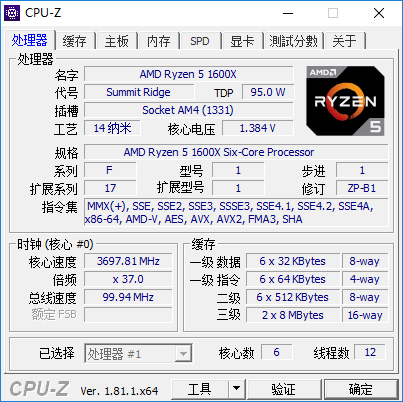 CPU-Z
处理器 缓存 主板 内存 SPD 显卡 測試分數 关于
处理器
名字 AMD Ryzen 5 1600X
代号 Summit Ridge TDP 95.0 W
插槽 Socket AM4 (1331)
工艺 14 纳米 核心电压 1.384 V
AMD
RYZEN
5
规格 AMD Ryzen 5 1600X Six-Core Processor
系列 F 型号 1 步进 1
扩展系列 17 扩展型号 1 修订 ZP-B1
指令集 MMX(+), SSE, SSE2, SSE3, SSSE3, SSE4.1, SSE4.2, SSE4A,
x86-64, AMD-V, AES, AVX, AVX2, FMA3, SHA
时钟 (核心 #0)
核心速度 3697.81 MHz
倍频 x 37.0
总线速度 99.94 MHz
额定 FSB
缓存
一级 数据 6 x 32 KBytes 8-way
一级 指令 6 x 64 KBytes 4-way
二级 6 x 512 KBytes 8-way
三级 2 x 8 MBytes 16-way
已选择 处理器 #1 核心数 6 线程数 12
CPU-Z Ver. 1.81.1.x64 工具 验证 确定